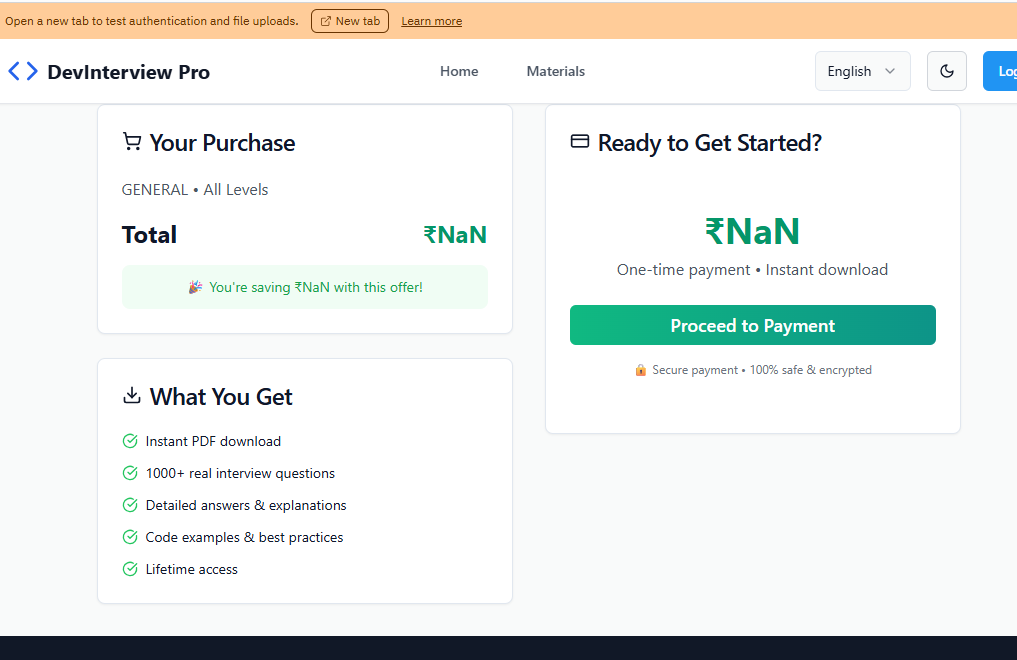 Open a new tab to test authentication and file uploads. New tab Learn more
DevInterview Pro Home Materials English
Your Purchase
GENERAL • All Levels
Total ₹NaN
🎉 You're saving ₹NaN with this offer!
What You Get
Instant PDF download
1000+ real interview questions
Detailed answers & explanations
Code examples & best practices
Lifetime access
Ready to Get Started?
₹NaN
One-time payment • Instant download
Proceed to Payment
🔒 Secure payment • 100% safe & encrypted